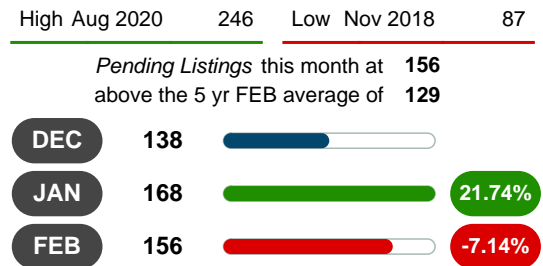 High Aug 2020 246 Low Nov 2018 87
Pending Listings this month at 156
above the 5 yr FEB average of 129
DEC 138
JAN 168 21.74%
FEB 156 -7.14%